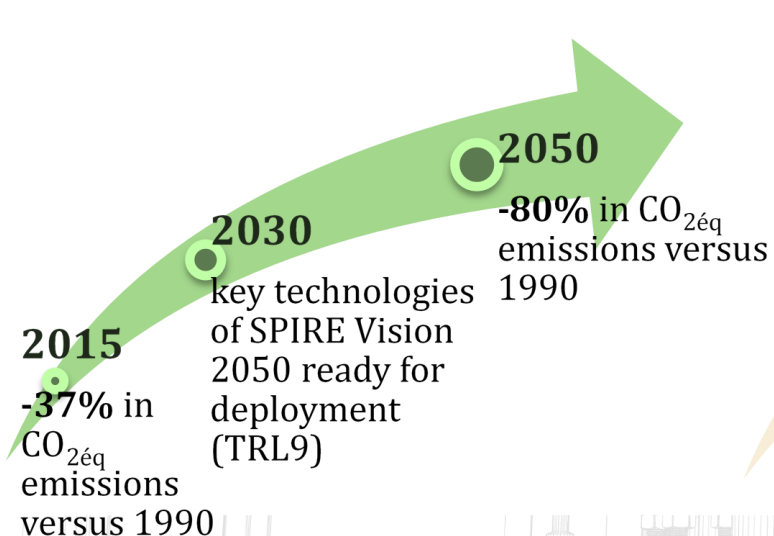 2015
-37% in
CO2éq
emissions
versus 1990
2030
key technologies
of SPIRE Vision
2050 ready for
deployment
(TRL9)
2050
-80% in CO2éq
emissions versus
1990